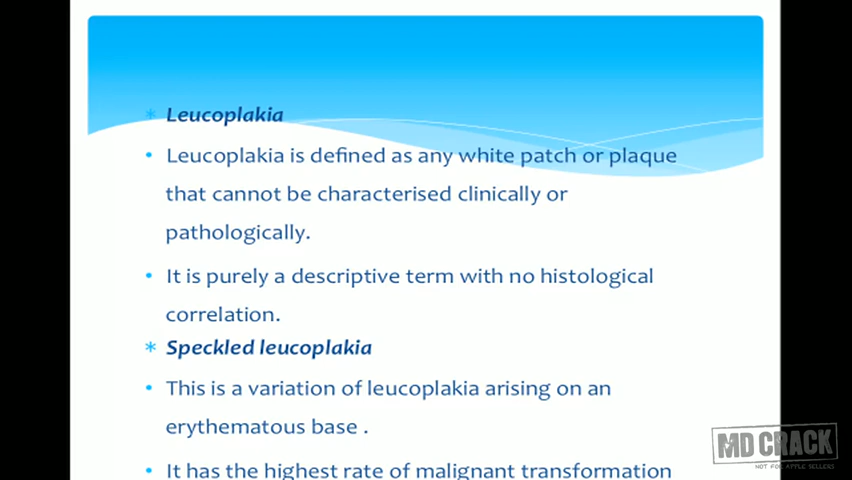 * Leucoplakia
• Leucoplakia is defined as any white patch or plaque
that cannot be characterised clinically or
pathologically.
• It is purely a descriptive term with no histological
correlation.
* Speckled leucoplakia
• This is a variation of leucoplakia arising on an
erythematous base .
• It has the highest rate of malignant transformation
MD CRACK
NOT FOR APPLE SELLERS